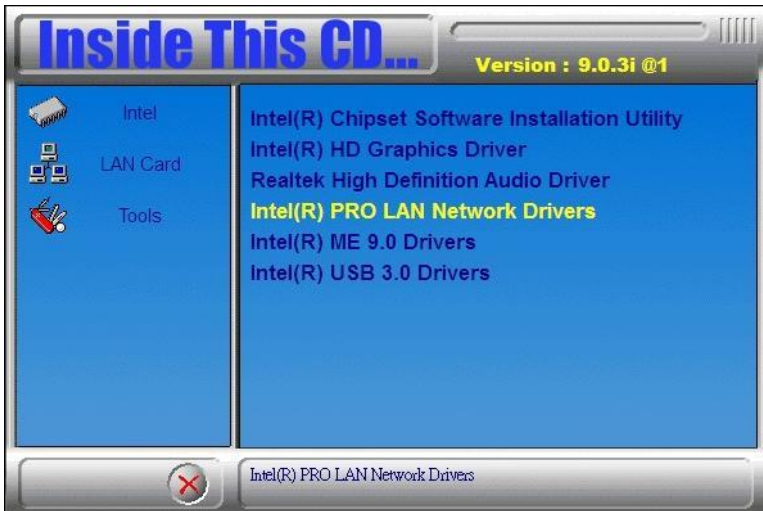 Inside This CD...
Version : 9.0.3i @1
Intel
LAN Card
Tools
Intel(R) Chipset Software Installation Utility
Intel(R) HD Graphics Driver
Realtek High Definition Audio Driver
Intel(R) PRO LAN Network Drivers
Intel(R) ME 9.0 Drivers
Intel(R) USB 3.0 Drivers
Intel(R) PRO LAN Network Drivers